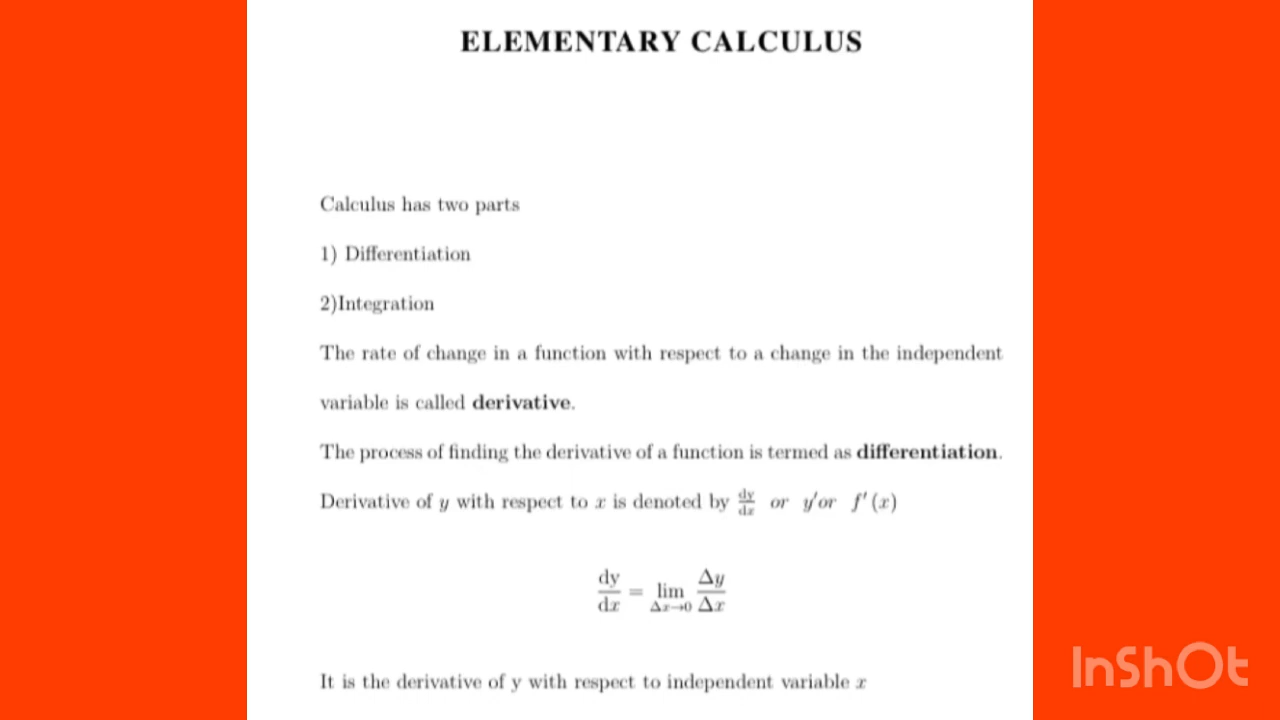 ELEMENTARY CALCULUS
Calculus has two parts
1) Differentiation
2)Integration
The rate of change in a function with respect to a change in the independent
variable is called derivative.
The process of finding the derivative of a function is termed as differentiation.
Derivative of y with respect to x is denoted by dy/dx or y′or f′(x)
dy/dx = lim Δx→0 Δy/Δx
It is the derivative of y with respect to independent variable x
InShOt